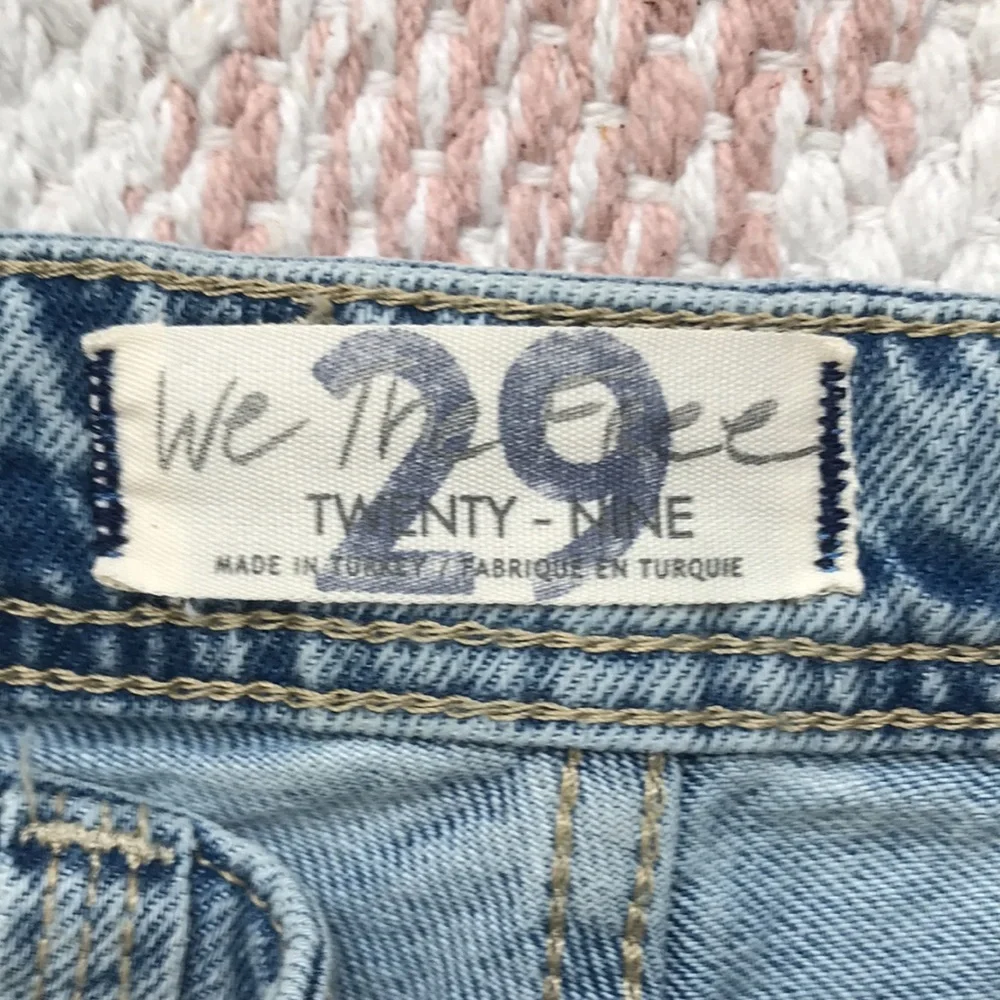 29
We The Free
TWENTY - NINE
MADE IN TURKEY / FABRIQUE EN TURQUIE